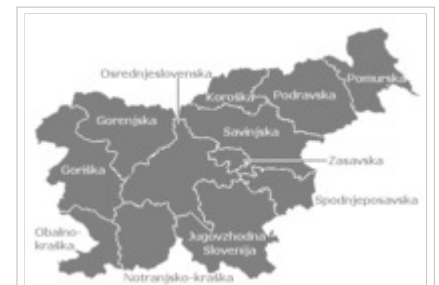 Osrednjeslovenska
Koroška
Podravska
Pomurska
Gorenjska
Savinjska
Goriška
Zasavska
Spodnjeposavska
Obalno-
kraška
Jugovzhodna
Slovenija
Notranjsko-kraška